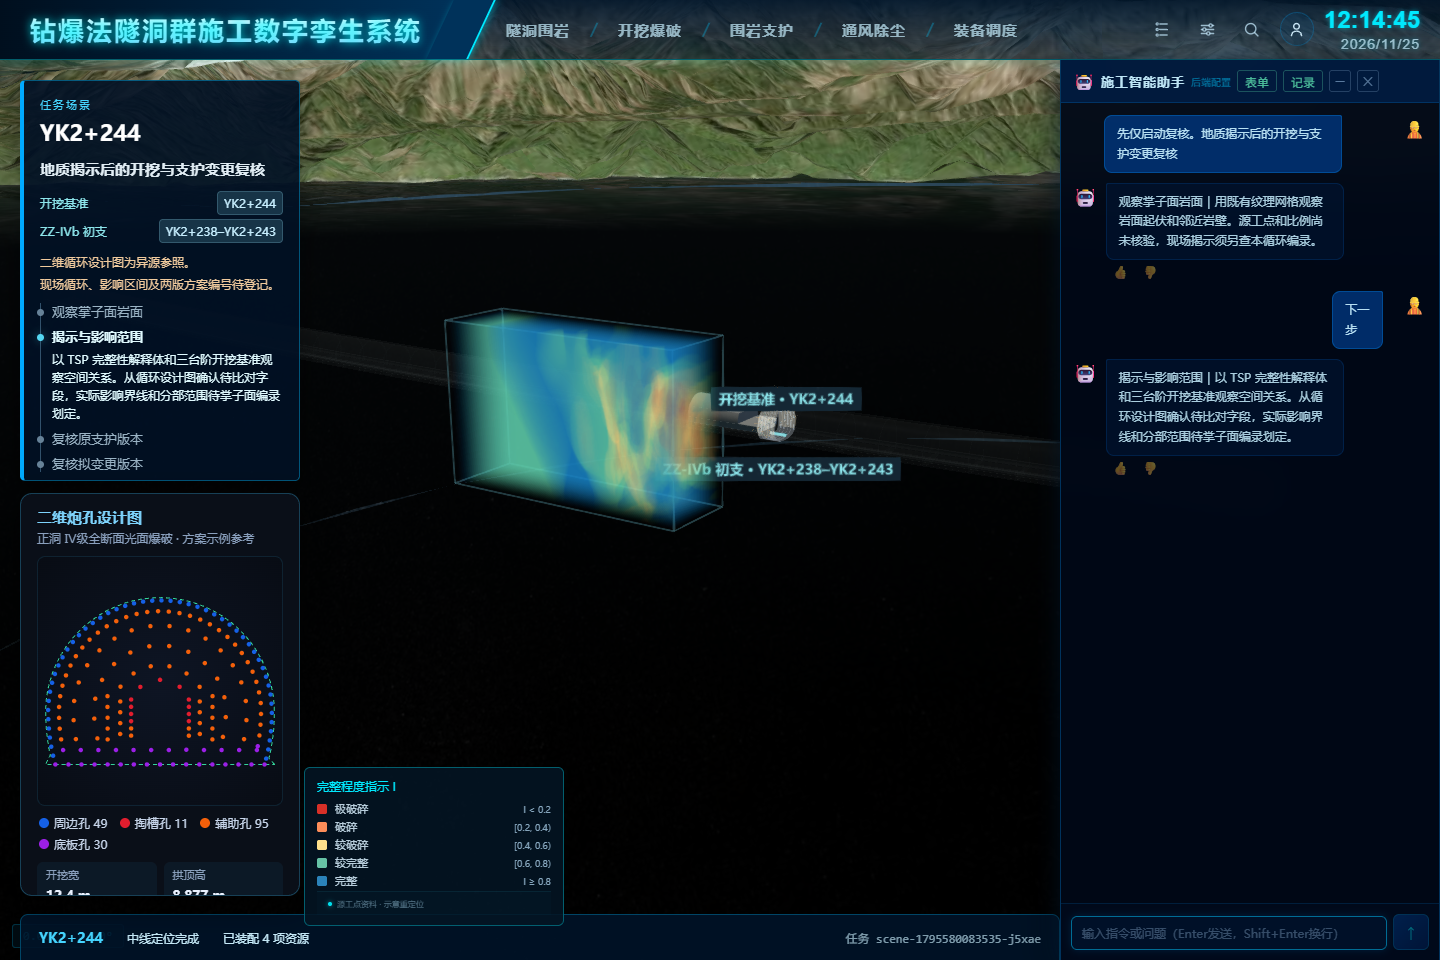 钻爆法隧洞群施工数字孪生系统
隧洞围岩 / 开挖爆破 / 围岩支护 / 通风除尘 / 装备调度
12:14:45
2026/11/25
任务场景
YK2+244
地质揭示后的开挖与支护变更复核
开挖基准 YK2+244
ZZ-IVb 初支 YK2+238—YK2+243
二维循环设计图为异源参照。
现场循环、影响区间及两版方案编号待登记。
观察掌子面岩面
揭示与影响范围
以 TSP 完整性解释体和三台阶开挖基准观
察空间关系。从循环设计图确认待比对字
段，实际影响界线和分部范围待掌子面编录
划定。
复核原支护版本
复核拟变更版本
二维炮孔设计图
正洞 IV级全断面光面爆破 · 方案示例参考
周边孔 49 掏槽孔 11 辅助孔 95
底板孔 30
开挖宽 拱顶高
12.4 m 8.877 m
开挖基准 • YK2+244
ZZ-IVb 初支 • YK2+238—YK2+243
完整程度指示 I
极破碎 I < 0.2
破碎 [0.2, 0.4)
较破碎 [0.4, 0.6)
较完整 [0.6, 0.8)
完整 I ≥ 0.8
源工点资料 · 示意重定位
YK2+244 中线定位完成 已装配 4 项资源 任务 scene-1795580083535-j5xae
施工智能助手 后端配置 表单 记录
先仅启动复核。地质揭示后的开挖与支
护变更复核
观察掌子面岩面 | 用既有纹理网格观察
岩面起伏和邻近岩壁。源工点和比例尚
未核验，现场揭示须另查本循环编录。
下一
步
揭示与影响范围 | 以 TSP 完整性解释体
和三台阶开挖基准观察空间关系。从循
环设计图确认待比对字段，实际影响界
线和分部范围待掌子面编录划定。
输入指令或问题（Enter发送，Shift+Enter换行）